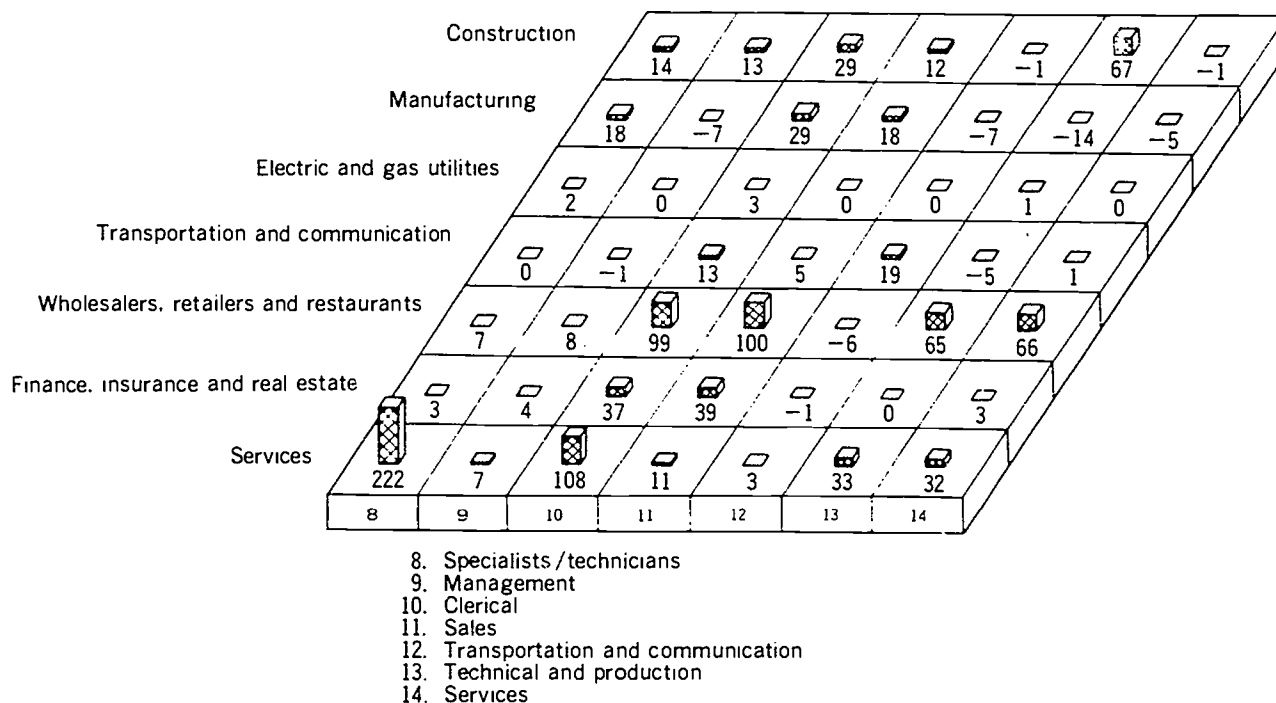 Construction
14 13 29 12 −1 67 −1
Manufacturing
18 −7 29 18 −7 −14 −5
Electric and gas utilities
2 0 3 0 0 1 0
Transportation and communication
0 −1 13 5 19 −5 1
Wholesalers, retailers and restaurants
7 8 99 100 −6 65 66
Finance, insurance and real estate
3 4 37 39 −1 0 3
Services
222 7 108 11 3 33 32
8 9 10 11 12 13 14
8. Specialists/technicians
9. Management
10. Clerical
11. Sales
12. Transportation and communication
13. Technical and production
14. Services